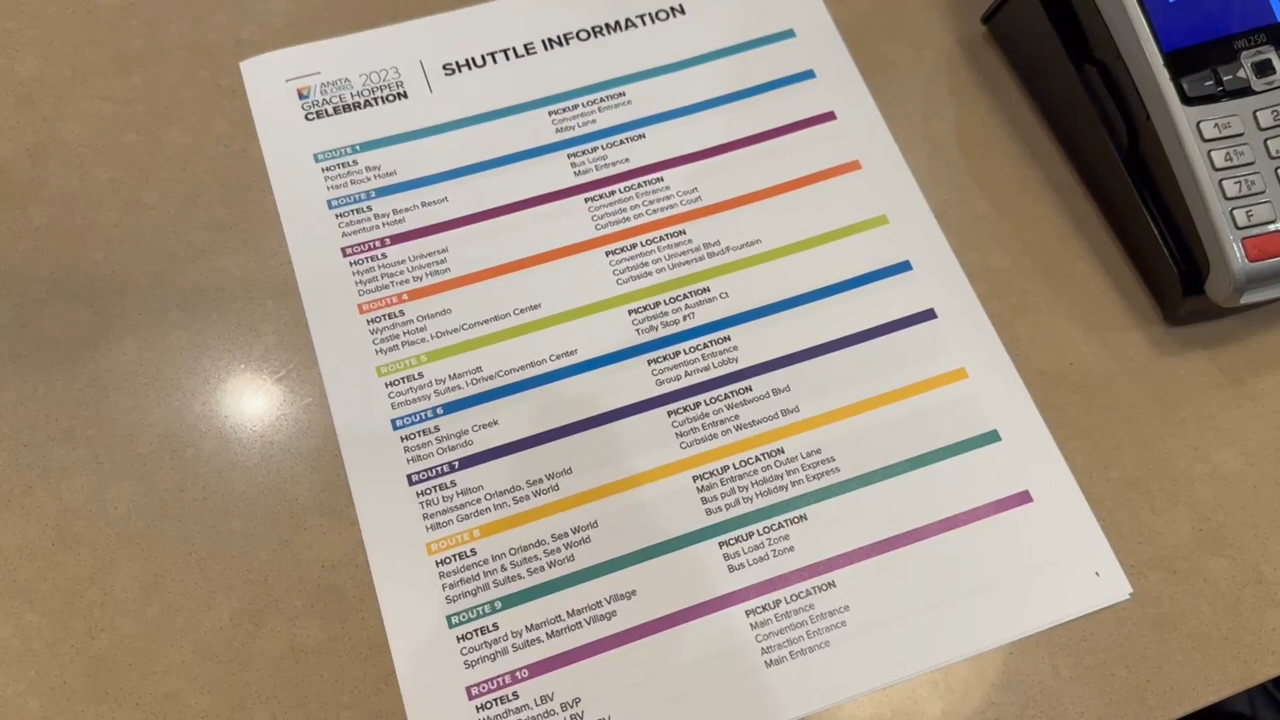 ANITA
B.ORG 2023
GRACE HOPPER
CELEBRATION
SHUTTLE INFORMATION
ROUTE 1
HOTELS PICKUP LOCATION
Portofino Bay Convention Entrance
Hard Rock Hotel Abby Lane
ROUTE 2
HOTELS PICKUP LOCATION
Cabana Bay Beach Resort Bus Loop
Aventura Hotel Main Entrance
ROUTE 3
HOTELS PICKUP LOCATION
Hyatt House Universal Convention Entrance
Hyatt Place Universal Curbside on Caravan Court
DoubleTree by Hilton Curbside on Caravan Court
ROUTE 4
HOTELS PICKUP LOCATION
Wyndham Orlando Convention Entrance
Castle Hotel Curbside on Universal Blvd
Hyatt Place, I-Drive/Convention Center Curbside on Universal Blvd/Fountain
ROUTE 5
HOTELS PICKUP LOCATION
Courtyard by Marriott Curbside on Austrian Ct
Embassy Suites, I-Drive/Convention Center Trolly Stop #17
ROUTE 6
HOTELS PICKUP LOCATION
Rosen Shingle Creek Convention Entrance
Hilton Orlando Group Arrival Lobby
ROUTE 7
HOTELS PICKUP LOCATION
TRU by Hilton Curbside on Westwood Blvd
Renaissance Orlando, Sea World North Entrance
Hilton Garden Inn, Sea World Curbside on Westwood Blvd
ROUTE 8
HOTELS PICKUP LOCATION
Residence Inn Orlando, Sea World Main Entrance on Outer Lane
Fairfield Inn & Suites, Sea World Bus pull by Holiday Inn Express
Springhill Suites, Sea World Bus pull by Holiday Inn Express
ROUTE 9
HOTELS PICKUP LOCATION
Courtyard by Marriott, Marriott Village Bus Load Zone
Springhill Suites, Marriott Village Bus Load Zone
ROUTE 10
HOTELS PICKUP LOCATION
Wyndham, LBV Main Entrance
Orlando, BVP Convention Entrance
Attraction Entrance
Main Entrance
1
iWL250
1oz
2
4GH
7
F